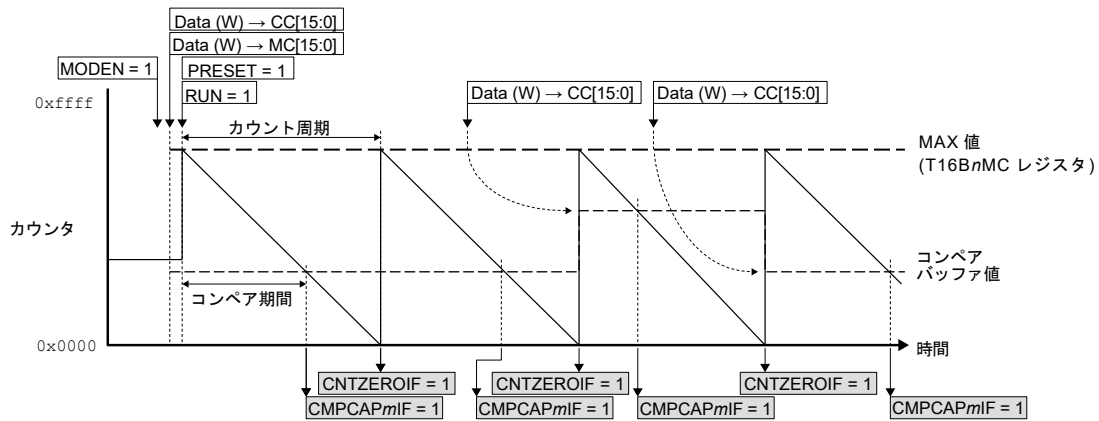 Data (W) → CC[15:0]
Data (W) → MC[15:0]
MODEN = 1
PRESET = 1
RUN = 1
Data (W) → CC[15:0]
Data (W) → CC[15:0]
0xffff
カウント周期
MAX 値
(T16BnMC レジスタ)
カウンタ
コンペア
バッファ値
コンペア期間
0x0000
時間
CNTZEROIF = 1
CNTZEROIF = 1
CNTZEROIF = 1
CMPCAPmIF = 1
CMPCAPmIF = 1
CMPCAPmIF = 1
CMPCAPmIF = 1